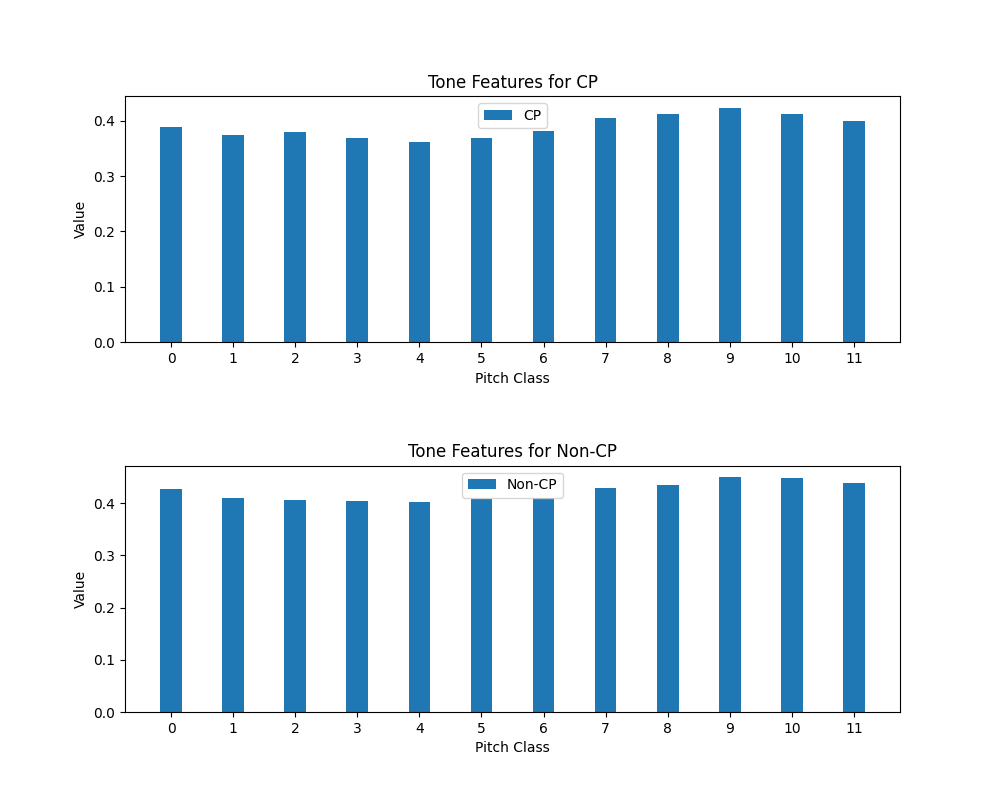 Tone Features for CP
CP
Value
0.4
0.3
0.2
0.1
0.0
0 1 2 3 4 5 6 7 8 9 10 11
Pitch Class
Tone Features for Non-CP
Non-CP
Value
0.4
0.3
0.2
0.1
0.0
0 1 2 3 4 5 6 7 8 9 10 11
Pitch Class